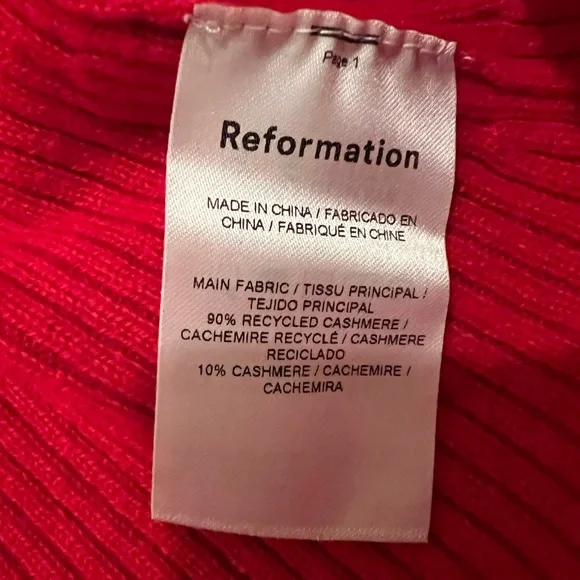 Page 1
Reformation
MADE IN CHINA / FABRICADO EN
CHINA / FABRIQUÉ EN CHINE
MAIN FABRIC / TISSU PRINCIPAL /
TEJIDO PRINCIPAL
90% RECYCLED CASHMERE /
CACHEMIRE RECYCLÉ / CASHMERE
RECICLADO
10% CASHMERE / CACHEMIRE /
CACHEMIRA